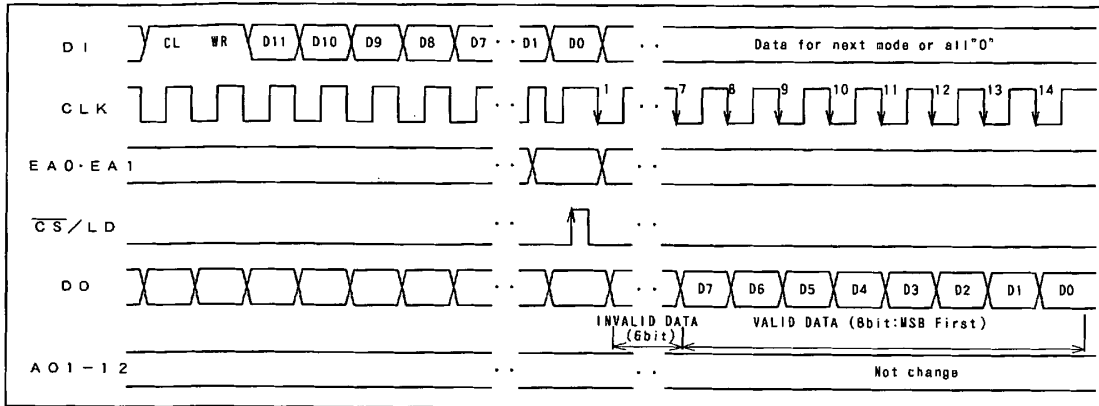 DI CL WR D11 D10 D9 D8 D7 ·· D1 D0 ·· Data for next mode or all"0"
CLK ·· 1 ·· 7 8 9 10 11 12 13 14
EA0·EA1 ·· ··
CS/LD ·· ··
DO ·· ·· D7 D6 D5 D4 D3 D2 D1 D0
INVALID DATA VALID DATA (8bit:MSB First)
(6bit)
AO1-12 ·· ·· Not change